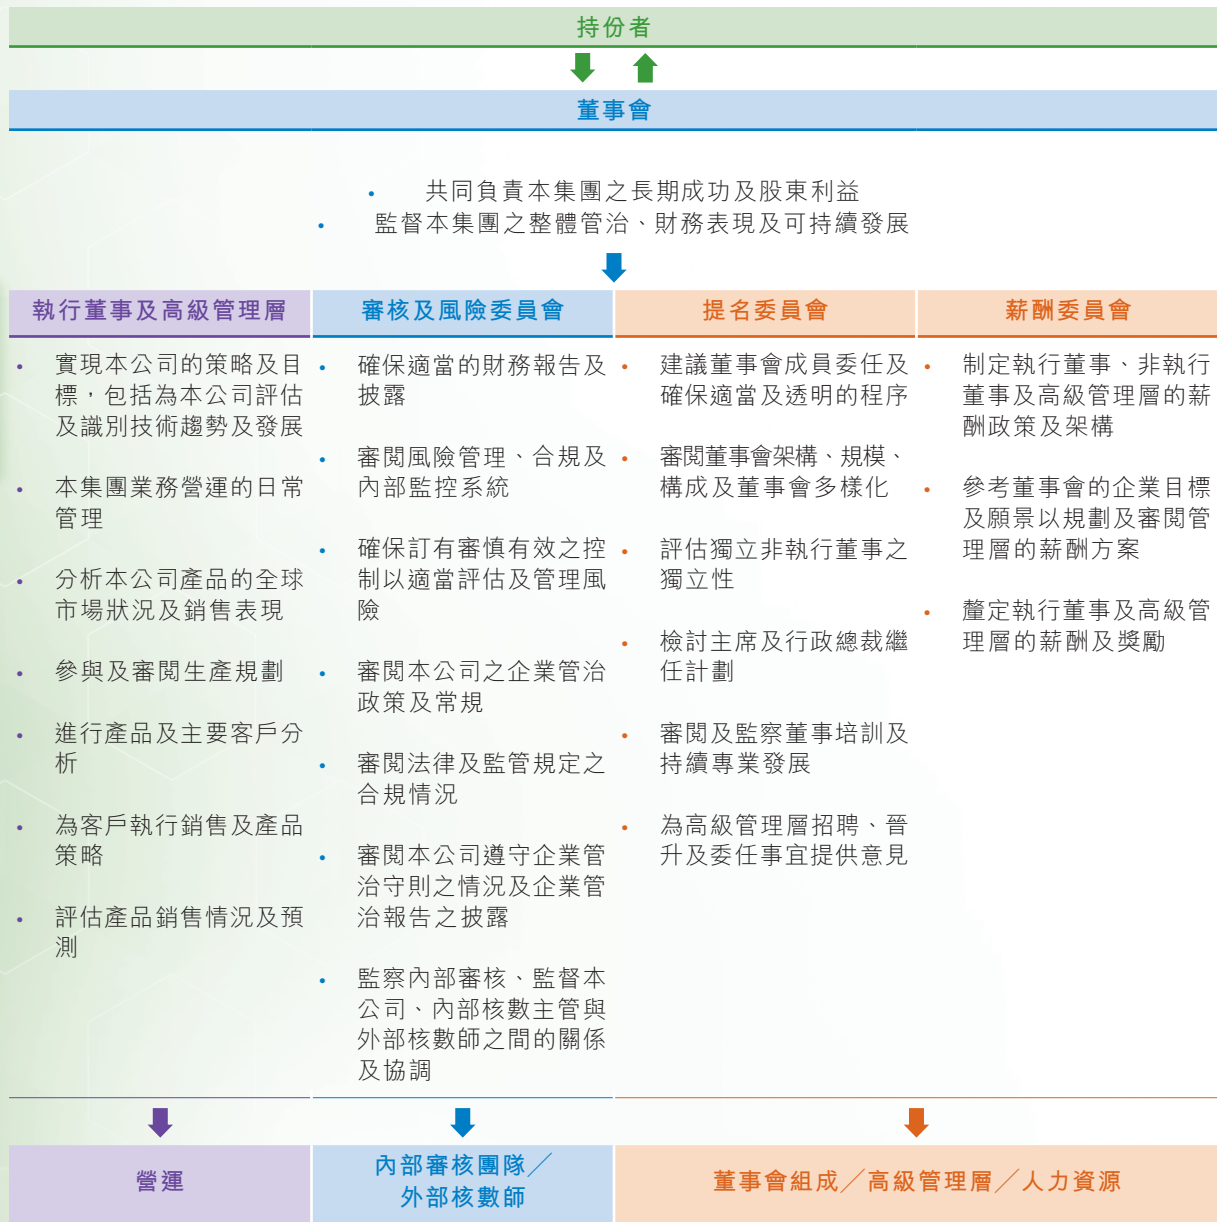 持份者
董事會
• 共同負責本集團之長期成功及股東利益
• 監督本集團之整體管治、財務表現及可持續發展
執行董事及高級管理層
• 實現本公司的策略及目
標，包括為本公司評估
及識別技術趨勢及發展
• 本集團業務營運的日常
管理
• 分析本公司產品的全球
市場狀況及銷售表現
• 參與及審閱生產規劃
• 進行產品及主要客戶分
析
• 為客戶執行銷售及產品
策略
• 評估產品銷售情況及預
測
營運
審核及風險委員會
• 確保適當的財務報告及
披露
• 審閱風險管理、合規及
內部監控系統
• 確保訂有審慎有效之控
制以適當評估及管理風
險
• 審閱本公司之企業管治
政策及常規
• 審閱法律及監管規定之
合規情況
• 審閱本公司遵守企業管
治守則之情況及企業管
治報告之披露
• 監察內部審核、監督本
公司、內部核數主管與
外部核數師之間的關係
及協調
內部審核團隊╱
外部核數師
提名委員會
• 建議董事會成員委任及
確保適當及透明的程序
• 審閱董事會架構、規模、
構成及董事會多樣化
• 評估獨立非執行董事之
獨立性
• 檢討主席及行政總裁繼
任計劃
• 審閱及監察董事培訓及
持續專業發展
• 為高級管理層招聘、晉
升及委任事宜提供意見
薪酬委員會
• 制定執行董事、非執行
董事及高級管理層的薪
酬政策及架構
• 參考董事會的企業目標
及願景以規劃及審閱管
理層的薪酬方案
• 釐定執行董事及高級管
理層的薪酬及獎勵
董事會組成╱高級管理層╱人力資源